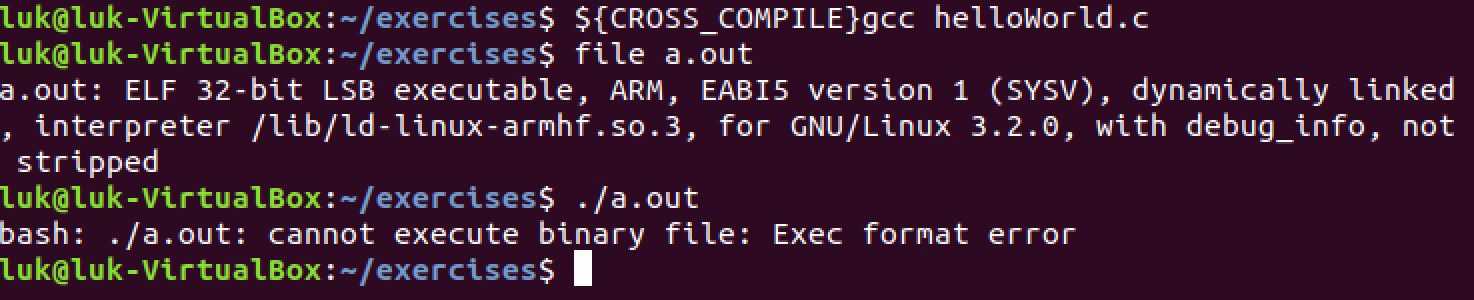 luk@luk-VirtualBox:~/exercises$ ${CROSS_COMPILE}gcc helloWorld.c
luk@luk-VirtualBox:~/exercises$ file a.out
a.out: ELF 32-bit LSB executable, ARM, EABI5 version 1 (SYSV), dynamically linked
, interpreter /lib/ld-linux-armhf.so.3, for GNU/Linux 3.2.0, with debug_info, not
 stripped
luk@luk-VirtualBox:~/exercises$ ./a.out
bash: ./a.out: cannot execute binary file: Exec format error
luk@luk-VirtualBox:~/exercises$